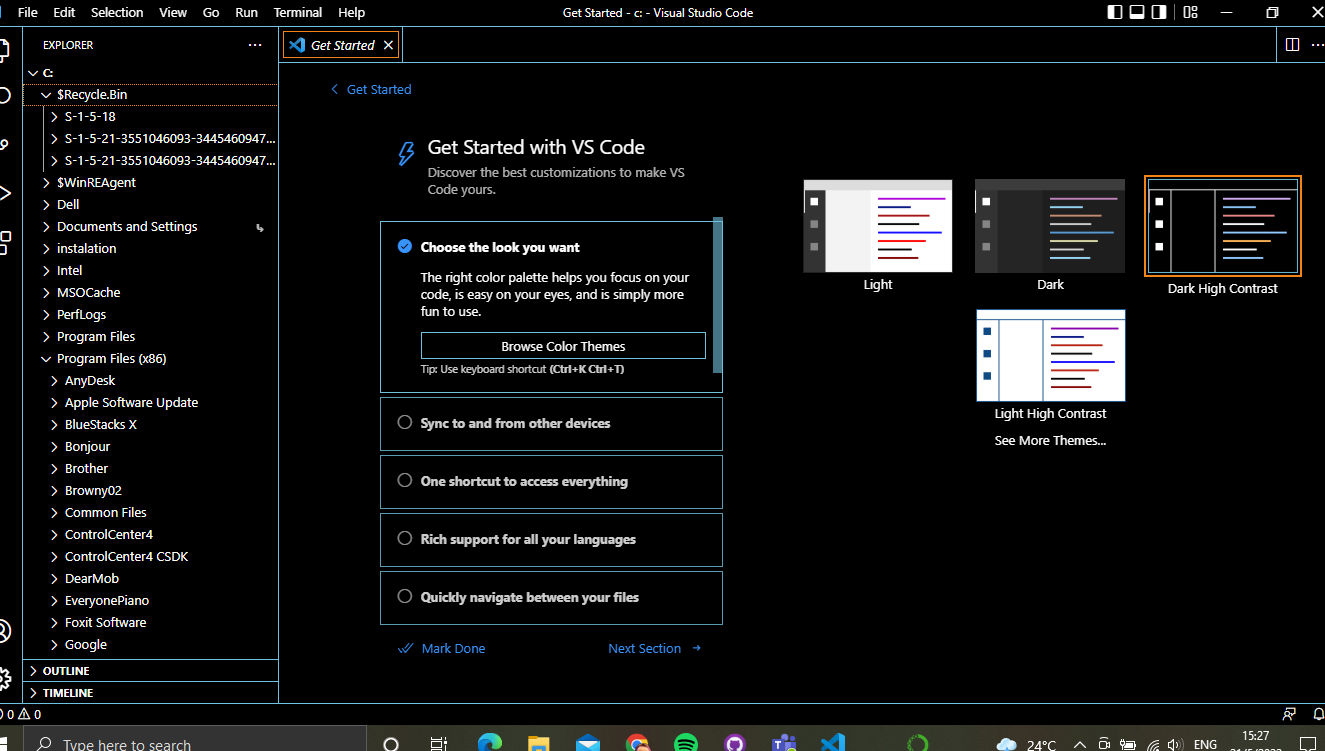 File Edit Selection View Go Run Terminal Help
Get Started - c: - Visual Studio Code
EXPLORER
Get Started
C:
$Recycle.Bin
S-1-5-18
S-1-5-21-3551046093-3445460947...
S-1-5-21-3551046093-3445460947...
$WinREAgent
Dell
Documents and Settings
instalation
Intel
MSOCache
PerfLogs
Program Files
Program Files (x86)
AnyDesk
Apple Software Update
BlueStacks X
Bonjour
Brother
Browny02
Common Files
ControlCenter4
ControlCenter4 CSDK
DearMob
EveryonePiano
Foxit Software
Google
OUTLINE
TIMELINE
Get Started
Get Started with VS Code
Discover the best customizations to make VS
Code yours.
Choose the look you want
The right color palette helps you focus on your
code, is easy on your eyes, and is simply more
fun to use.
Browse Color Themes
Tip: Use keyboard shortcut (Ctrl+K Ctrl+T)
Sync to and from other devices
One shortcut to access everything
Rich support for all your languages
Quickly navigate between your files
Mark Done
Next Section
Light
Dark
Dark High Contrast
Light High Contrast
See More Themes...
0 0
Type here to search
24°C
ENG
15:27